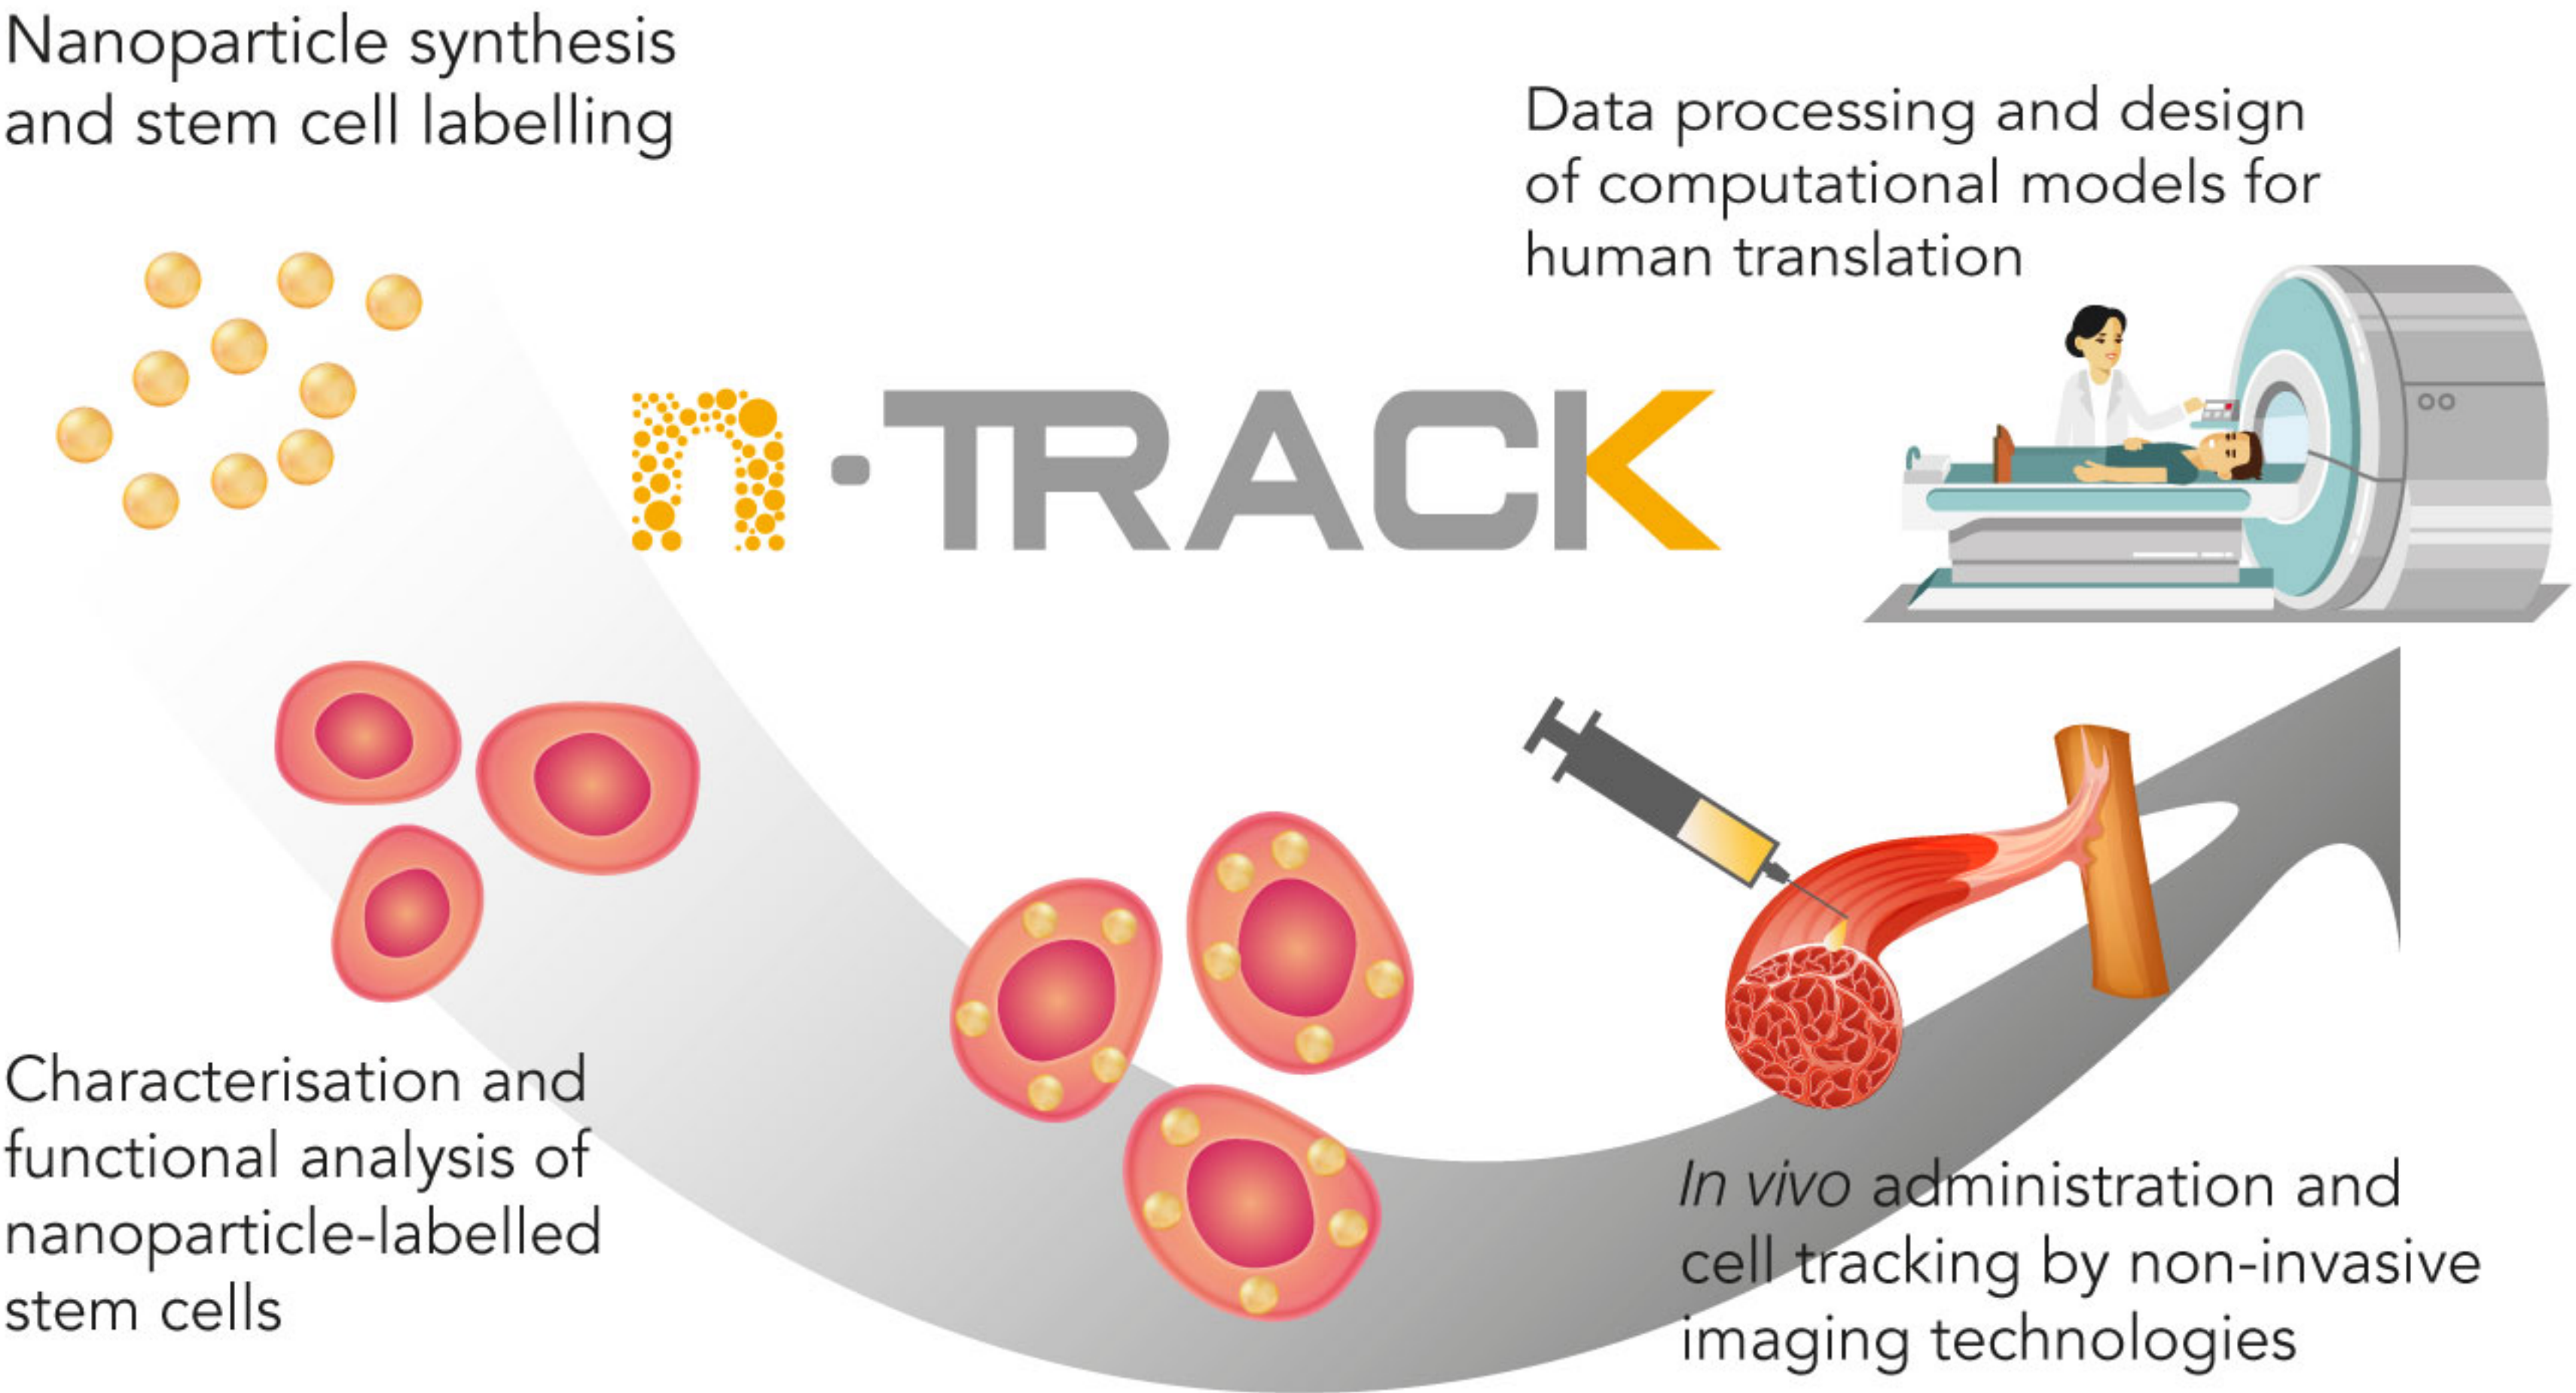 Nanoparticle synthesis
and stem cell labelling
Data processing and design
of computational models for
human translation
n-TRACK
Characterisation and
functional analysis of
nanoparticle-labelled
stem cells
In vivo administration and
cell tracking by non-invasive
imaging technologies